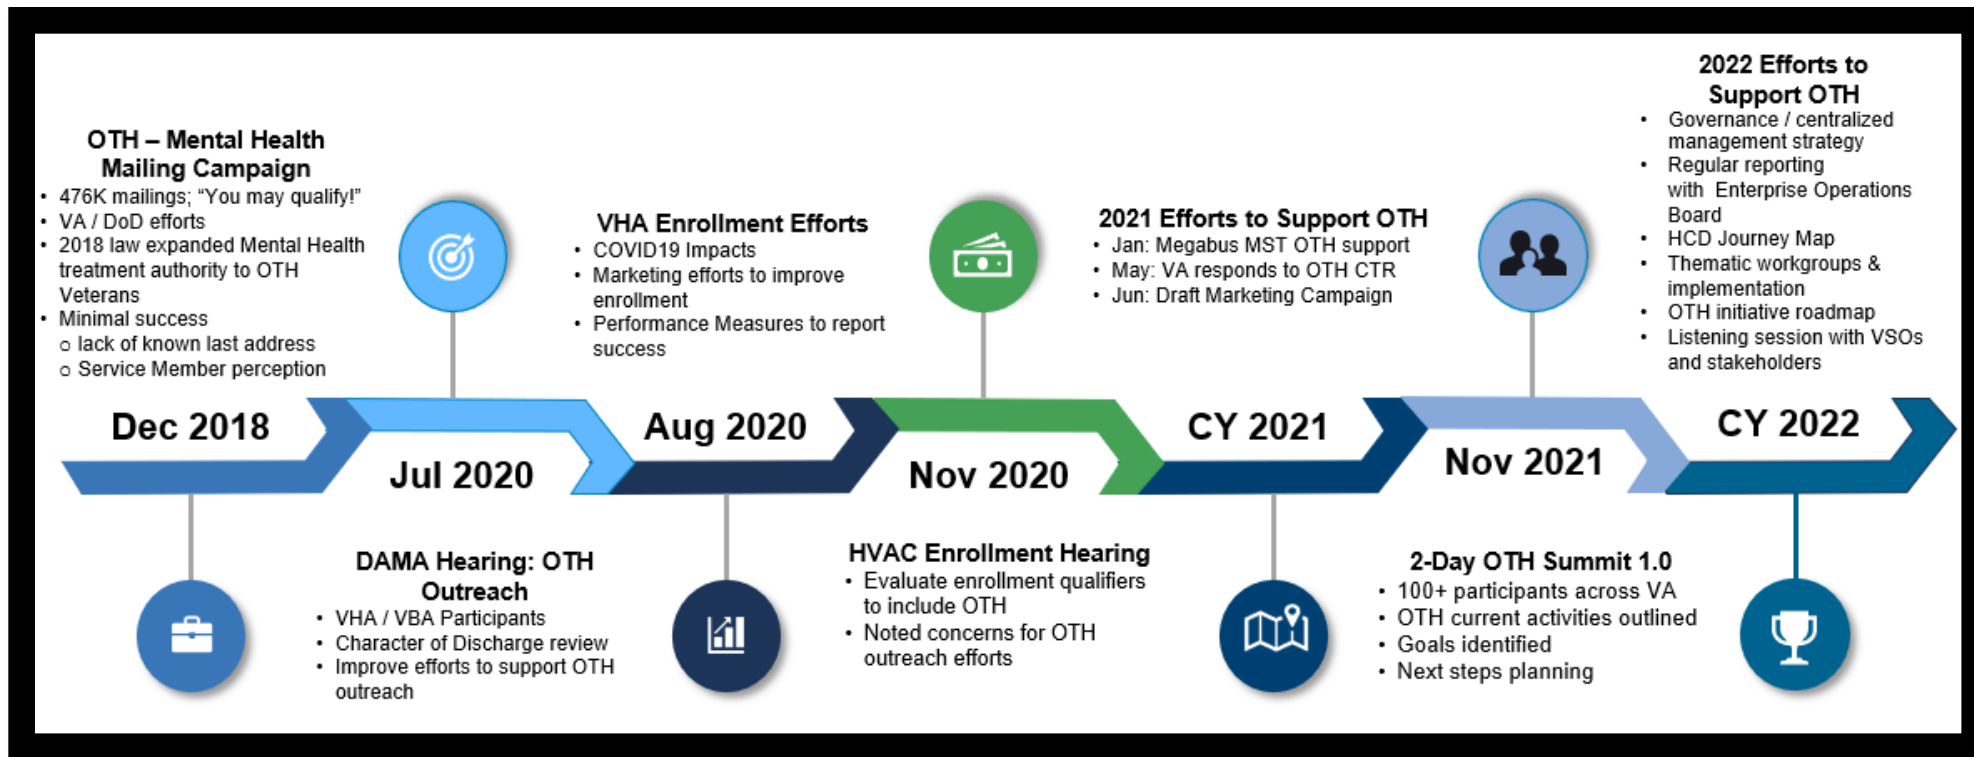 OTH – Mental Health
Mailing Campaign
• 476K mailings; “You may qualify!”
• VA / DoD efforts
• 2018 law expanded Mental Health
treatment authority to OTH
Veterans
• Minimal success
o lack of known last address
o Service Member perception
Dec 2018
Jul 2020
DAMA Hearing: OTH
Outreach
• VHA / VBA Participants
• Character of Discharge review
• Improve efforts to support OTH
outreach
VHA Enrollment Efforts
• COVID19 Impacts
• Marketing efforts to improve
enrollment
• Performance Measures to report
success
Aug 2020
Nov 2020
HVAC Enrollment Hearing
• Evaluate enrollment qualifiers
to include OTH
• Noted concerns for OTH
outreach efforts
2021 Efforts to Support OTH
• Jan: Megabus MST OTH support
• May: VA responds to OTH CTR
• Jun: Draft Marketing Campaign
CY 2021
Nov 2021
2-Day OTH Summit 1.0
• 100+ participants across VA
• OTH current activities outlined
• Goals identified
• Next steps planning
2022 Efforts to
Support OTH
• Governance / centralized
management strategy
• Regular reporting
with Enterprise Operations
Board
• HCD Journey Map
• Thematic workgroups &
implementation
• OTH initiative roadmap
• Listening session with VSOs
and stakeholders
CY 2022